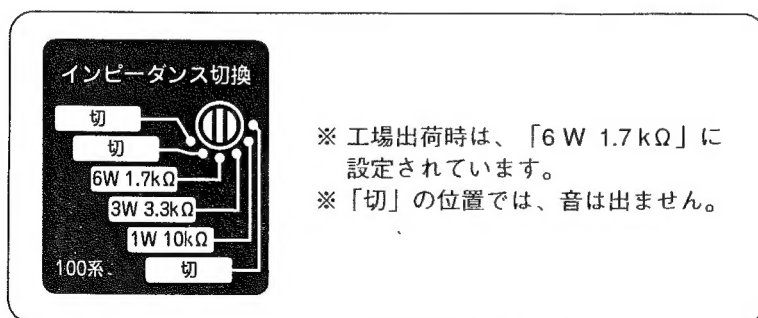 インピーダンス切換
切
切
6W 1.7kΩ
3W 3.3kΩ
1W 10kΩ
100系
切
※ 工場出荷時は、「6 W 1.7 kΩ」に
設定されています。
※「切」の位置では、音は出ません。